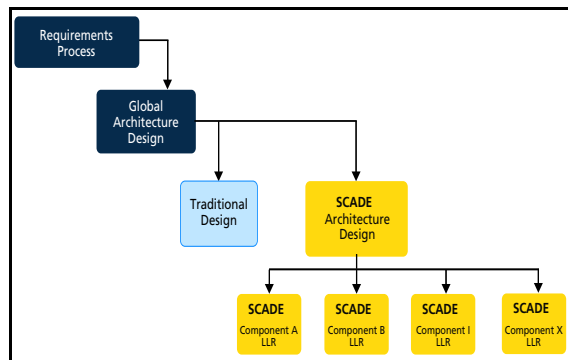 Requirements
Process
Global
Architecture
Design
Traditional
Design
SCADE
Architecture
Design
SCADE
Component A
LLR
SCADE
Component B
LLR
SCADE
Component I
LLR
SCADE
Component X
LLR